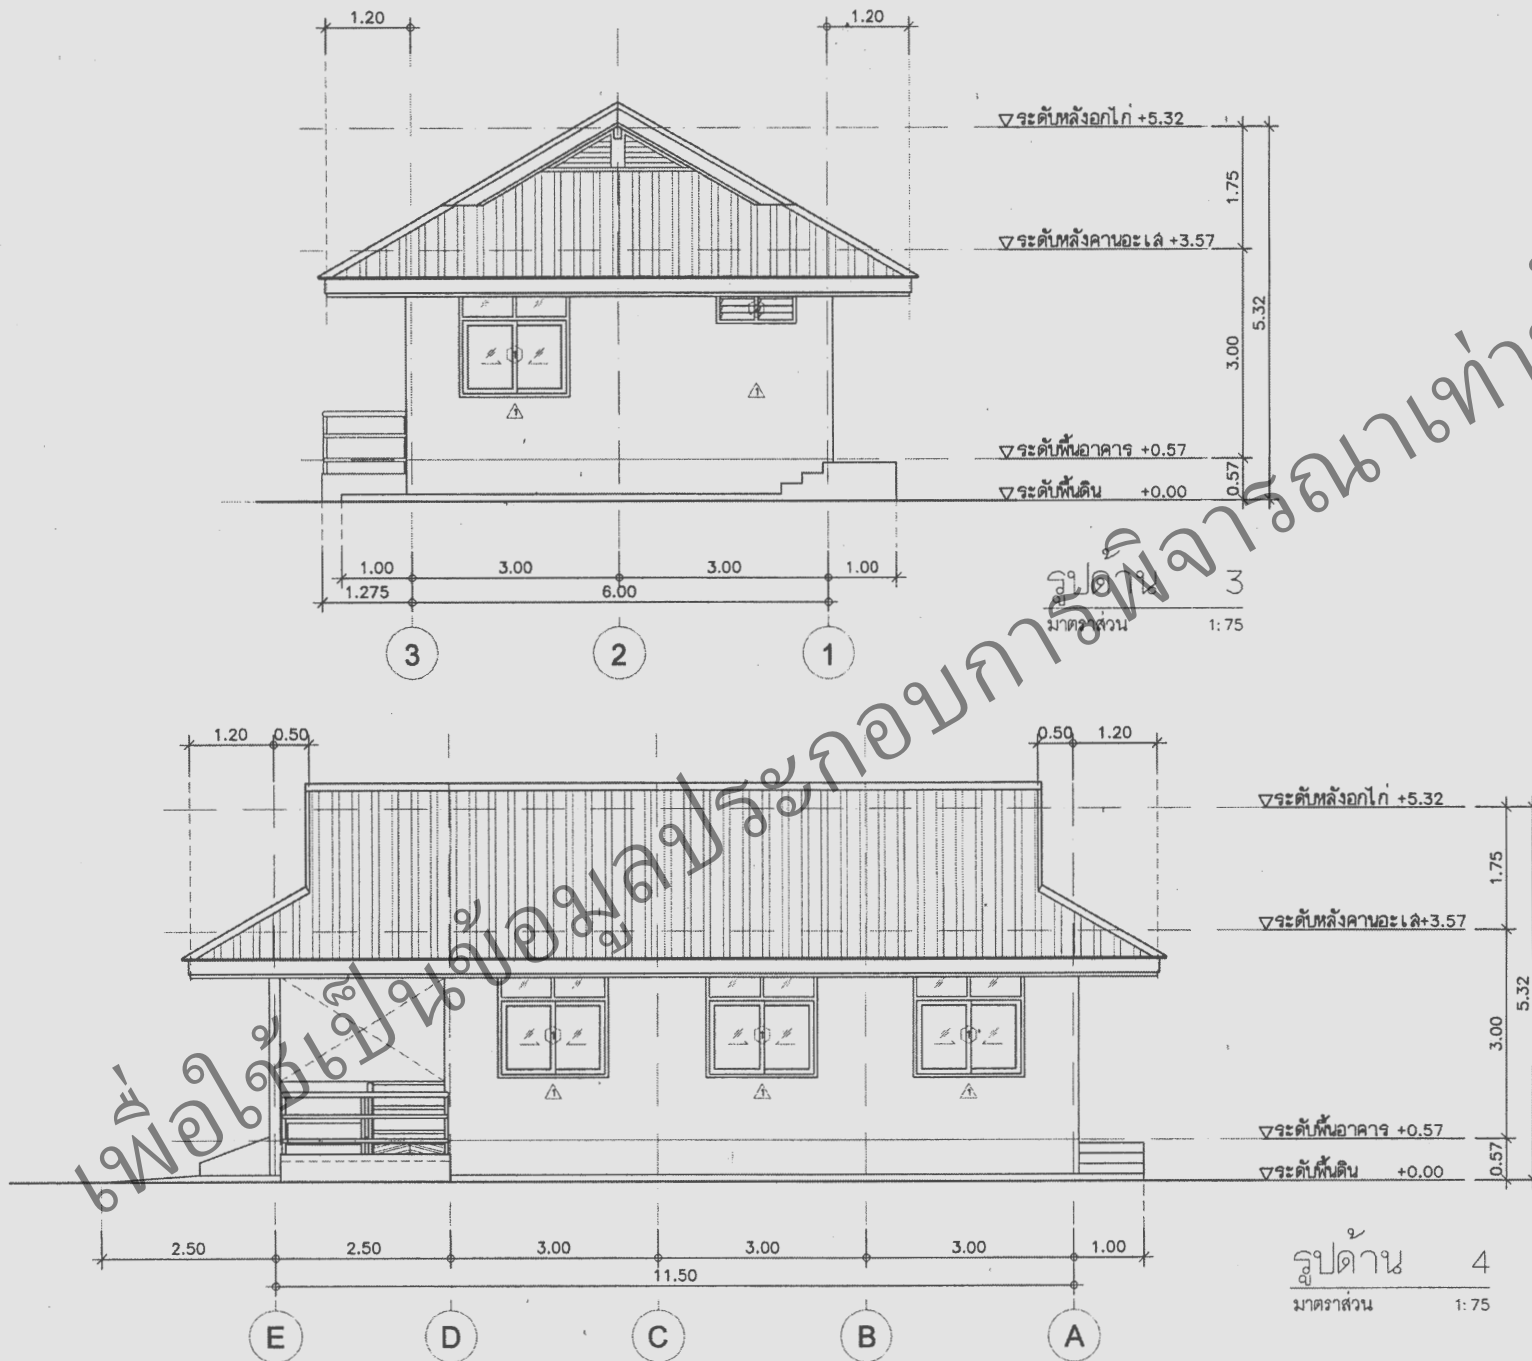 1.20 1.20
▽ระดับหลังอกไก่ +5.32
1.75
▽ระดับหลังคานอะเส +3.57
5.32
3.00
1
1
1
▽ระดับพื้นอาคาร +0.57
0.57
▽ระดับพื้นดิน +0.00
1.00 3.00 3.00 1.00
1.275 6.00
3 2 1
รูปด้าน 3
มาตราส่วน 1:75
เพื่อใช้เป็นข้อมูลประกอบการพิจารณาเท่า
1.20 0.50 0.50 1.20
▽ระดับหลังอกไก่ +5.32
1.75
▽ระดับหลังคานอะเส+3.57
5.32
3.00
1 1 1
1 1 1
▽ระดับพื้นอาคาร +0.57
0.57
▽ระดับพื้นดิน +0.00
2.50 2.50 3.00 3.00 3.00 1.00
11.50
E D C B A
รูปด้าน 4
มาตราส่วน 1:75